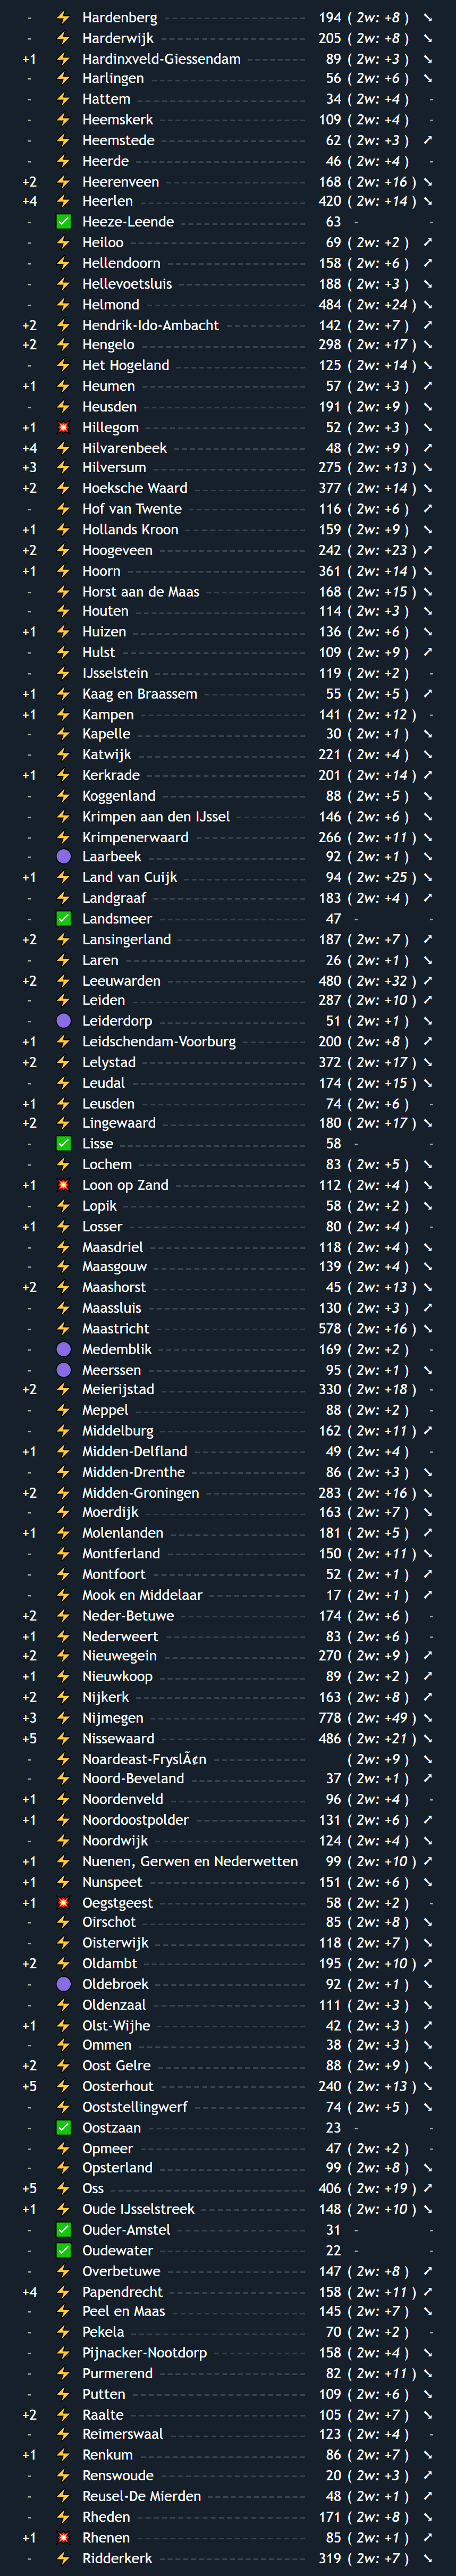 - ⚡ Hardenberg 194 ( 2w: +8 ) ↘
- ⚡ Harderwijk 205 ( 2w: +8 ) ↘
+1 ⚡ Hardinxveld-Giessendam 89 ( 2w: +3 ) ↘
- ⚡ Harlingen 56 ( 2w: +6 ) ↘
- ⚡ Hattem 34 ( 2w: +4 ) -
- ⚡ Heemskerk 109 ( 2w: +4 ) -
- ⚡ Heemstede 62 ( 2w: +3 ) ↗
- ⚡ Heerde 46 ( 2w: +4 ) -
+2 ⚡ Heerenveen 168 ( 2w: +16 ) ↘
+4 ⚡ Heerlen 420 ( 2w: +14 ) ↘
- ✅ Heeze-Leende 63 - -
- ⚡ Heiloo 69 ( 2w: +2 ) ↗
- ⚡ Hellendoorn 158 ( 2w: +6 ) ↗
- ⚡ Hellevoetsluis 188 ( 2w: +3 ) ↘
- ⚡ Helmond 484 ( 2w: +24 ) ↘
+2 ⚡ Hendrik-Ido-Ambacht 142 ( 2w: +7 ) ↗
+2 ⚡ Hengelo 298 ( 2w: +17 ) ↘
- ⚡ Het Hogeland 125 ( 2w: +14 ) ↘
+1 ⚡ Heumen 57 ( 2w: +3 ) ↗
- ⚡ Heusden 191 ( 2w: +9 ) ↘
+1 💥 Hillegom 52 ( 2w: +3 ) ↘
+4 ⚡ Hilvarenbeek 48 ( 2w: +9 ) ↗
+3 ⚡ Hilversum 275 ( 2w: +13 ) ↘
+2 ⚡ Hoeksche Waard 377 ( 2w: +14 ) ↘
- ⚡ Hof van Twente 116 ( 2w: +6 ) ↗
+1 ⚡ Hollands Kroon 159 ( 2w: +9 ) ↘
+2 ⚡ Hoogeveen 242 ( 2w: +23 ) ↗
+1 ⚡ Hoorn 361 ( 2w: +14 ) ↘
- ⚡ Horst aan de Maas 168 ( 2w: +15 ) ↘
- ⚡ Houten 114 ( 2w: +3 ) ↘
+1 ⚡ Huizen 136 ( 2w: +6 ) ↘
- ⚡ Hulst 109 ( 2w: +9 ) ↗
- ⚡ IJsselstein 119 ( 2w: +2 ) -
+1 ⚡ Kaag en Braassem 55 ( 2w: +5 ) ↗
+1 ⚡ Kampen 141 ( 2w: +12 ) -
- ⚡ Kapelle 30 ( 2w: +1 ) ↘
- ⚡ Katwijk 221 ( 2w: +4 ) ↘
+1 ⚡ Kerkrade 201 ( 2w: +14 ) ↗
- ⚡ Koggenland 88 ( 2w: +5 ) ↘
- ⚡ Krimpen aan den IJssel 146 ( 2w: +6 ) ↘
- ⚡ Krimpenerwaard 266 ( 2w: +11 ) ↘
- 🟣 Laarbeek 92 ( 2w: +1 ) ↘
+1 ⚡ Land van Cuijk 94 ( 2w: +25 ) ↘
- ⚡ Landgraaf 183 ( 2w: +4 ) ↗
- ✅ Landsmeer 47 - -
+2 ⚡ Lansingerland 187 ( 2w: +7 ) ↗
- ⚡ Laren 26 ( 2w: +1 ) ↘
+2 ⚡ Leeuwarden 480 ( 2w: +32 ) ↗
- ⚡ Leiden 287 ( 2w: +10 ) ↗
- 🟣 Leiderdorp 51 ( 2w: +1 ) ↘
+1 ⚡ Leidschendam-Voorburg 200 ( 2w: +8 ) ↗
+2 ⚡ Lelystad 372 ( 2w: +17 ) ↘
- ⚡ Leudal 174 ( 2w: +15 ) ↘
+1 ⚡ Leusden 74 ( 2w: +6 ) -
+2 ⚡ Lingewaard 180 ( 2w: +17 ) ↘
- ✅ Lisse 58 - -
- ⚡ Lochem 83 ( 2w: +5 ) ↘
+1 💥 Loon op Zand 112 ( 2w: +4 ) ↘
- ⚡ Lopik 58 ( 2w: +2 ) ↘
+1 ⚡ Losser 80 ( 2w: +4 ) -
- ⚡ Maasdriel 118 ( 2w: +4 ) ↘
- ⚡ Maasgouw 139 ( 2w: +4 ) ↘
+2 ⚡ Maashorst 45 ( 2w: +13 ) ↘
- ⚡ Maassluis 130 ( 2w: +3 ) ↗
- ⚡ Maastricht 578 ( 2w: +16 ) ↘
- 🟣 Medemblik 169 ( 2w: +2 ) -
- 🟣 Meerssen 95 ( 2w: +1 ) ↘
+2 ⚡ Meierijstad 330 ( 2w: +18 ) -
- ⚡ Meppel 88 ( 2w: +2 ) -
- ⚡ Middelburg 162 ( 2w: +11 ) ↗
+1 ⚡ Midden-Delfland 49 ( 2w: +4 ) -
- ⚡ Midden-Drenthe 86 ( 2w: +3 ) ↘
+2 ⚡ Midden-Groningen 283 ( 2w: +16 ) ↘
- ⚡ Moerdijk 163 ( 2w: +7 ) ↘
+1 ⚡ Molenlanden 181 ( 2w: +5 ) ↗
- ⚡ Montferland 150 ( 2w: +11 ) ↘
- ⚡ Montfoort 52 ( 2w: +1 ) ↗
- ⚡ Mook en Middelaar 17 ( 2w: +1 ) ↗
+2 ⚡ Neder-Betuwe 174 ( 2w: +6 ) -
+1 ⚡ Nederweert 83 ( 2w: +6 ) -
+2 ⚡ Nieuwegein 270 ( 2w: +9 ) ↗
+1 ⚡ Nieuwkoop 89 ( 2w: +2 ) ↗
+2 ⚡ Nijkerk 163 ( 2w: +8 ) ↗
+3 ⚡ Nijmegen 778 ( 2w: +49 ) ↘
+5 ⚡ Nissewaard 486 ( 2w: +21 ) ↘
- ⚡ Noardeast-FryslÃ¢n ( 2w: +9 ) ↘
- ⚡ Noord-Beveland 37 ( 2w: +1 ) ↗
+1 ⚡ Noordenveld 96 ( 2w: +4 ) -
+1 ⚡ Noordoostpolder 131 ( 2w: +6 ) ↗
- ⚡ Noordwijk 124 ( 2w: +4 ) ↘
+1 ⚡ Nuenen, Gerwen en Nederwetten 99 ( 2w: +10 ) ↗
+1 ⚡ Nunspeet 151 ( 2w: +6 ) ↘
+1 💥 Oegstgeest 58 ( 2w: +2 ) -
- ⚡ Oirschot 85 ( 2w: +8 ) ↘
- ⚡ Oisterwijk 118 ( 2w: +7 ) ↘
+2 ⚡ Oldambt 195 ( 2w: +10 ) ↗
- 🟣 Oldebroek 92 ( 2w: +1 ) ↘
- ⚡ Oldenzaal 111 ( 2w: +3 ) ↘
+1 ⚡ Olst-Wijhe 42 ( 2w: +3 ) ↗
- ⚡ Ommen 38 ( 2w: +3 ) ↘
+2 ⚡ Oost Gelre 88 ( 2w: +9 ) ↘
+5 ⚡ Oosterhout 240 ( 2w: +13 ) ↘
- ⚡ Ooststellingwerf 74 ( 2w: +5 ) ↘
- ✅ Oostzaan 23 - -
- ⚡ Opmeer 47 ( 2w: +2 ) -
- ⚡ Opsterland 99 ( 2w: +8 ) ↘
+5 ⚡ Oss 406 ( 2w: +19 ) ↗
+1 ⚡ Oude IJsselstreek 148 ( 2w: +10 ) ↘
- ✅ Ouder-Amstel 31 - -
- ✅ Oudewater 22 - -
- ⚡ Overbetuwe 147 ( 2w: +8 ) ↗
+4 ⚡ Papendrecht 158 ( 2w: +11 ) ↗
- ⚡ Peel en Maas 145 ( 2w: +7 ) ↘
- ⚡ Pekela 70 ( 2w: +2 ) -
- ⚡ Pijnacker-Nootdorp 158 ( 2w: +4 ) ↘
- ⚡ Purmerend 82 ( 2w: +11 ) ↘
- ⚡ Putten 109 ( 2w: +6 ) ↘
+2 ⚡ Raalte 105 ( 2w: +7 ) ↘
- ⚡ Reimerswaal 123 ( 2w: +4 ) -
+1 ⚡ Renkum 86 ( 2w: +7 ) ↘
- ⚡ Renswoude 20 ( 2w: +3 ) ↗
- ⚡ Reusel-De Mierden 48 ( 2w: +1 ) ↗
- ⚡ Rheden 171 ( 2w: +8 ) ↘
+1 💥 Rhenen 85 ( 2w: +1 ) ↗
- ⚡ Ridderkerk 319 ( 2w: +7 ) ↘